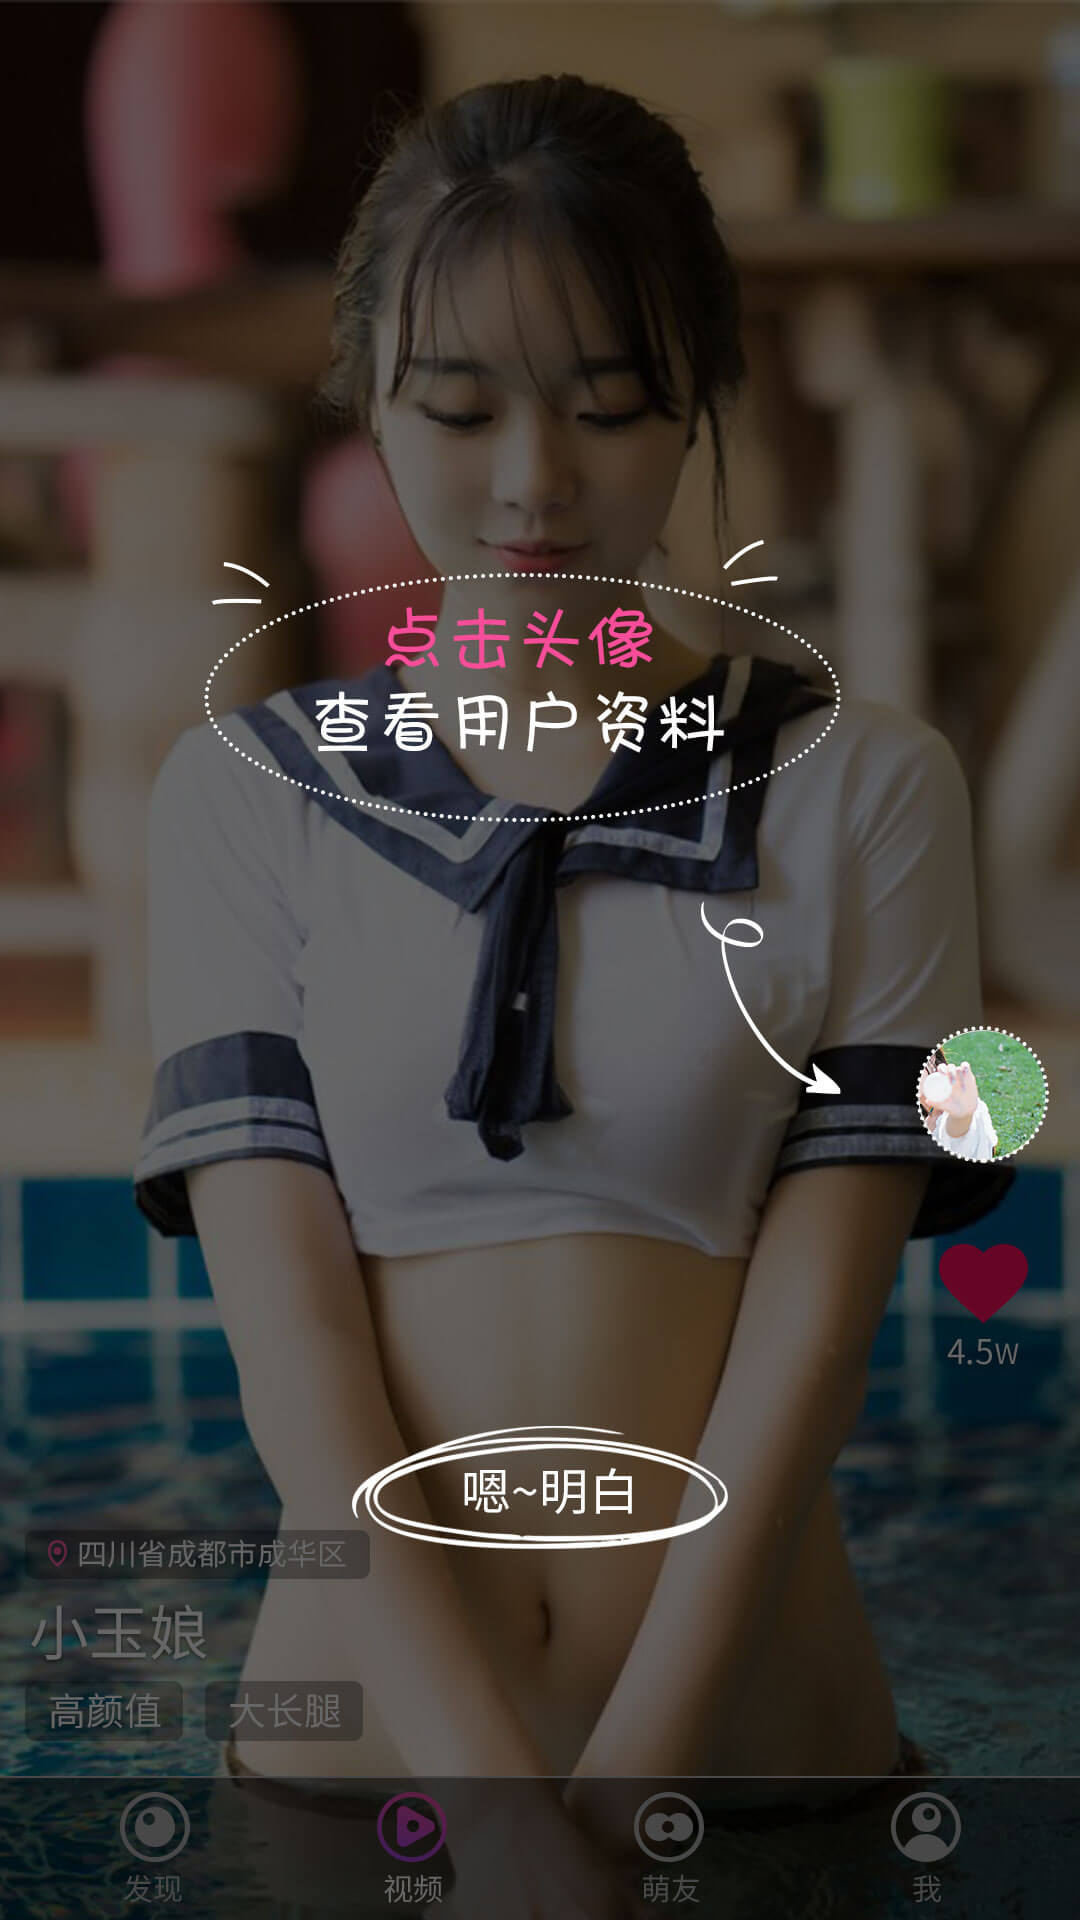 点击头像
查看用户资料
4.5W
嗯~明白
四川省成都市成华区
小玉娘
高颜值 大长腿
发现 视频 萌友 我